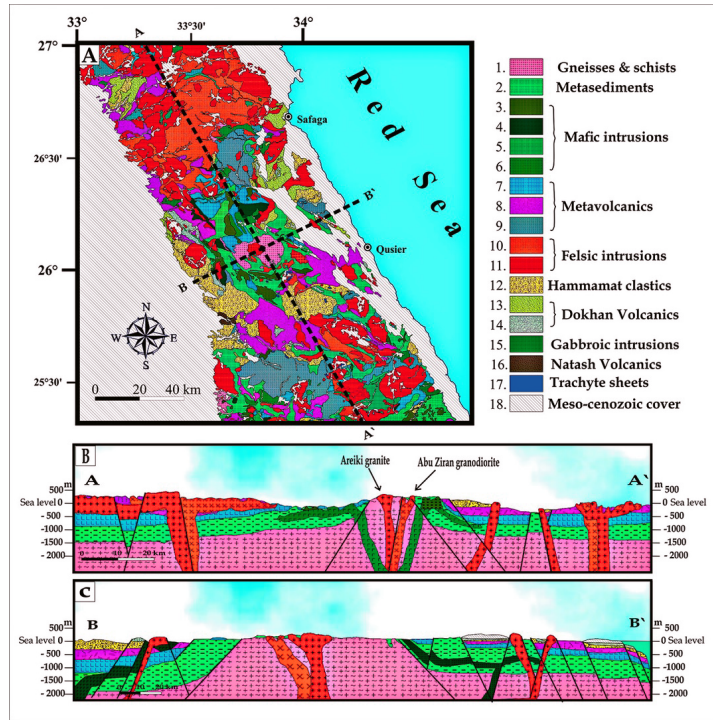 33° 33°30' 34°
27°
26°30'
26°
25°30'
A
A
A`
B
B`
Red Sea
Safaga
Qusier
N
W E
S
0 20 40 km
1. Gneisses & schists
2. Metasediments
3.
4. Mafic intrusions
5.
6.
7.
8. Metavolcanics
9.
10. Felsic intrusions
11.
12. Hammamat clastics
13. Dokhan Volcanics
14.
15. Gabbroic intrusions
16. Natash Volcanics
17. Trachyte sheets
18. Meso-cenozoic cover
B
Areiki granite Abu Ziran granodiorite
A A`
m m
500 500
Sea level 0 0 Sea level
- 500 - 500
-1000 -1000
-1500 -1500
- 2000 - 2000
20 km
C
B B`
m m
500 500
Sea level 0 0 Sea level
-500 - 500
-1000 -1000
-1500 -1500
-2000 -2000
20 km